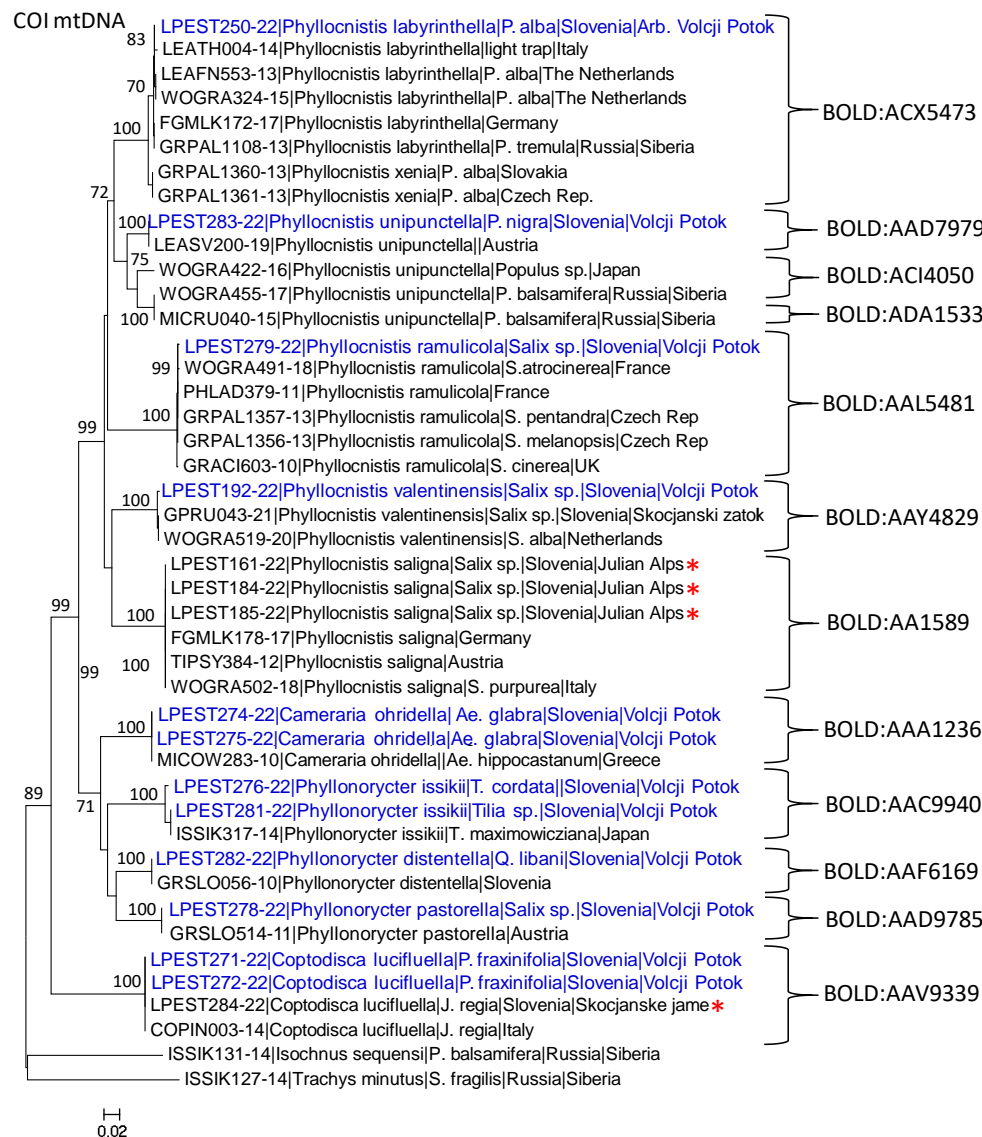 COI mtDNA
LPEST250-22|Phyllocnistis labyrinthella|P. alba|Slovenia|Arb. Volcji Potok
83
LEATH004-14|Phyllocnistis labyrinthella|light trap|Italy
LEAFN553-13|Phyllocnistis labyrinthella|P. alba|The Netherlands
70
WOGRA324-15|Phyllocnistis labyrinthella|P. alba|The Netherlands
BOLD:ACX5473
FGMLK172-17|Phyllocnistis labyrinthella|Germany
100
GRPAL1108-13|Phyllocnistis labyrinthella|P. tremula|Russia|Siberia
GRPAL1360-13|Phyllocnistis xenia|P. alba|Slovakia
72
GRPAL1361-13|Phyllocnistis xenia|P. alba|Czech Rep.
100
LPEST283-22|Phyllocnistis unipunctella|P. nigra|Slovenia|Volcji Potok
BOLD:AAD7979
LEASV200-19|Phyllocnistis unipunctella||Austria
75
WOGRA422-16|Phyllocnistis unipunctella|Populus sp.|Japan
BOLD:ACI4050
WOGRA455-17|Phyllocnistis unipunctella|P. balsamifera|Russia|Siberia
100
MICRU040-15|Phyllocnistis unipunctella|P. balsamifera|Russia|Siberia
BOLD:ADA1533
LPEST279-22|Phyllocnistis ramulicola|Salix sp.|Slovenia|Volcji Potok
99
WOGRA491-18|Phyllocnistis ramulicola|S.atrocinerea|France
PHLAD379-11|Phyllocnistis ramulicola|France
BOLD:AAL5481
100
GRPAL1357-13|Phyllocnistis ramulicola|S. pentandra|Czech Rep
99
GRPAL1356-13|Phyllocnistis ramulicola|S. melanopsis|Czech Rep
GRACI603-10|Phyllocnistis ramulicola|S. cinerea|UK
LPEST192-22|Phyllocnistis valentinensis|Salix sp.|Slovenia|Volcji Potok
100
GPRU043-21|Phyllocnistis valentinensis|Salix sp.|Slovenia|Skocjanski zatok
BOLD:AAY4829
WOGRA519-20|Phyllocnistis valentinensis|S. alba|Netherlands
LPEST161-22|Phyllocnistis saligna|Salix sp.|Slovenia|Julian Alps*
LPEST184-22|Phyllocnistis saligna|Salix sp.|Slovenia|Julian Alps*
99
LPEST185-22|Phyllocnistis saligna|Salix sp.|Slovenia|Julian Alps*
100
BOLD:AA1589
FGMLK178-17|Phyllocnistis saligna|Germany
99
100
TIPSY384-12|Phyllocnistis saligna|Austria
WOGRA502-18|Phyllocnistis saligna|S. purpurea|Italy
LPEST274-22|Cameraria ohridella| Ae. glabra|Slovenia|Volcji Potok
100
LPEST275-22|Cameraria ohridella|Ae. glabra|Slovenia|Volcji Potok
BOLD:AAA1236
MICOW283-10|Cameraria ohridella||Ae. hippocastanum|Greece
89
71
100
LPEST276-22|Phyllonorycter issikii|T. cordata||Slovenia|Volcji Potok
LPEST281-22|Phyllonorycter issikii|Tilia sp.|Slovenia|Volcji Potok
BOLD:AAC9940
ISSIK317-14|Phyllonorycter issikii|T. maximowicziana|Japan
100
LPEST282-22|Phyllonorycter distentella|Q. libani|Slovenia|Volcji Potok
BOLD:AAF6169
GRSLO056-10|Phyllonorycter distentella|Slovenia
100
LPEST278-22|Phyllonorycter pastorella|Salix sp.|Slovenia|Volcji Potok
BOLD:AAD9785
GRSLO514-11|Phyllonorycter pastorella|Austria
LPEST271-22|Coptodisca lucifluella|P. fraxinifolia|Slovenia|Volcji Potok
100
LPEST272-22|Coptodisca lucifluella|P. fraxinifolia|Slovenia|Volcji Potok
BOLD:AAV9339
LPEST284-22|Coptodisca lucifluella|J. regia|Slovenia|Skocjanske jame*
COPIN003-14|Coptodisca lucifluella|J. regia|Italy
ISSIK131-14|Isochnus sequensi|P. balsamifera|Russia|Siberia
ISSIK127-14|Trachys minutus|S. fragilis|Russia|Siberia
0.02